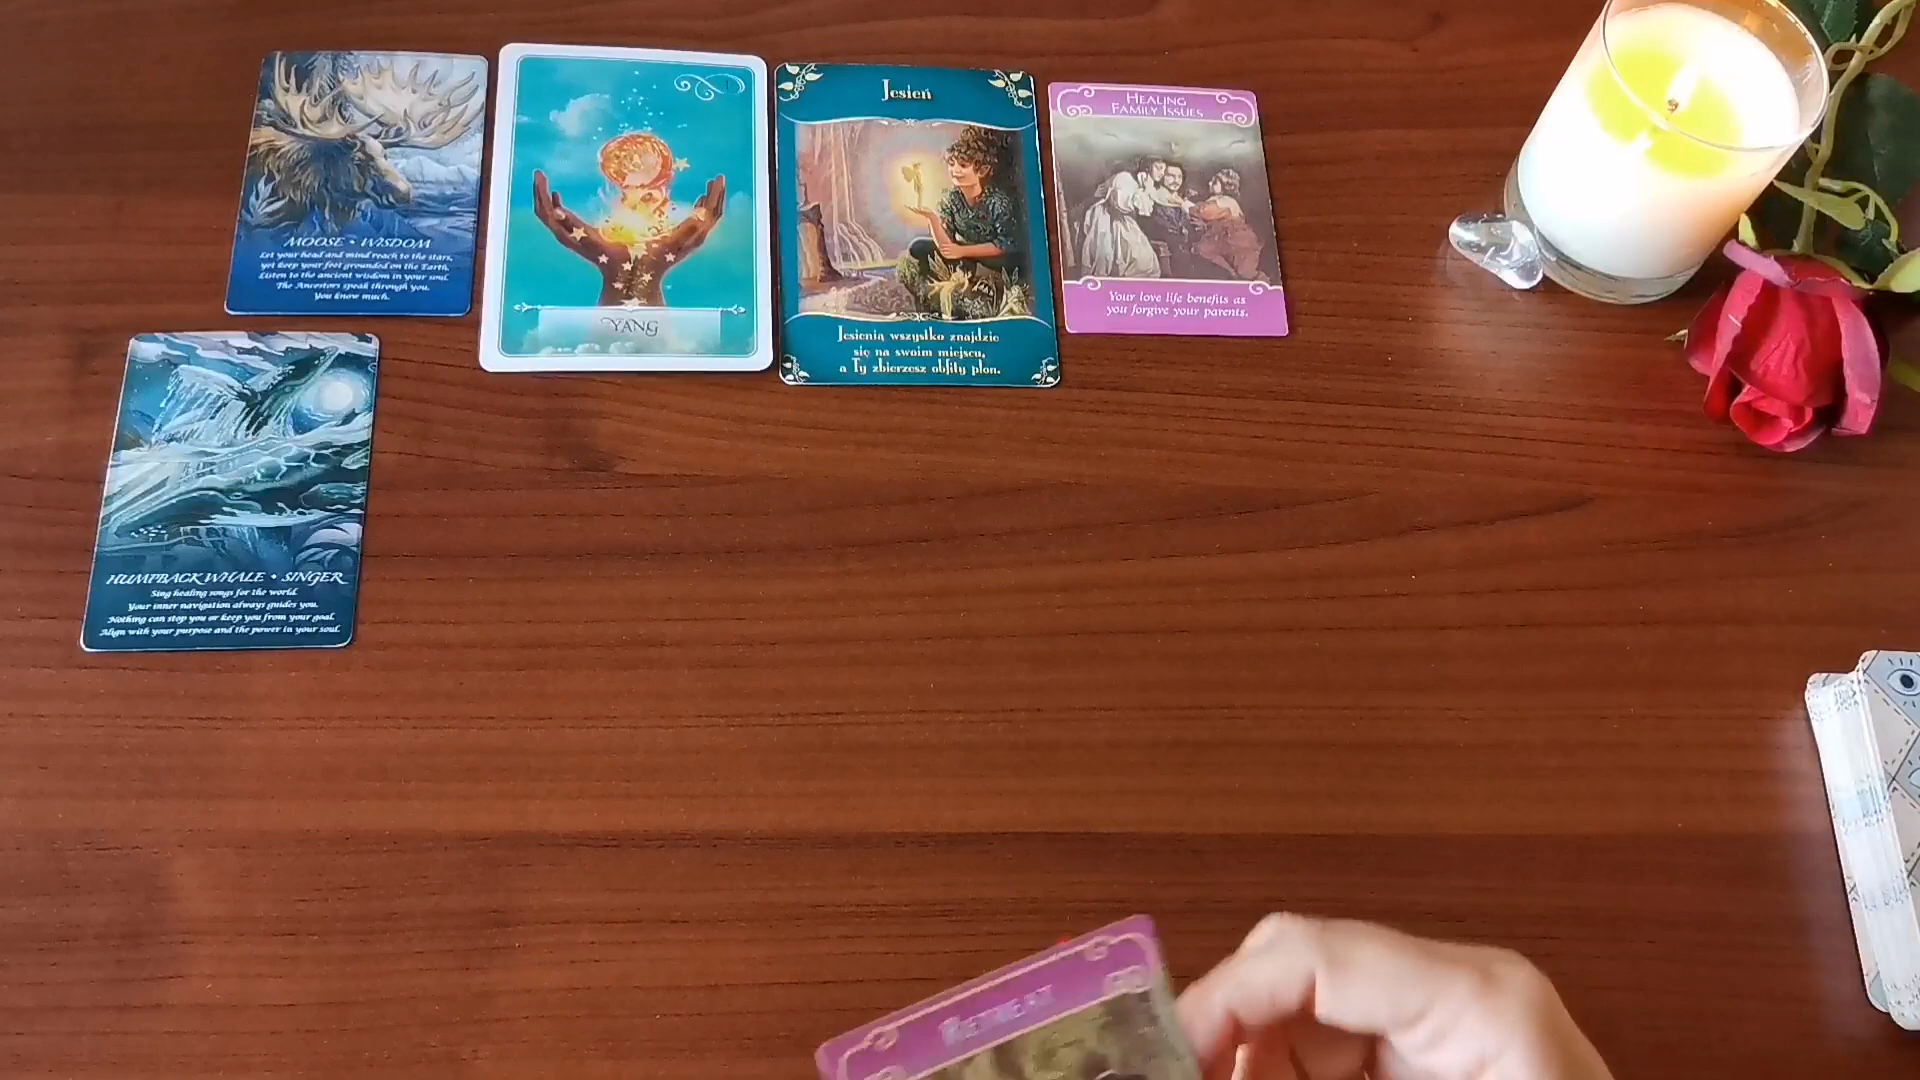 MOOSE • WISDOM
Let your head and mind reach to the stars,
yet keep your feet grounded on the Earth.
Listen to the ancient wisdom in your soul.
The Ancestors speak through you.
You know much.
YANG
Jesień
Jesienią wszystko znajdzie
się na swoim miejscu,
a Ty zbierzesz obfity plon.
HEALING
FAMILY ISSUES
Your love life benefits as
you forgive your parents.
HUMPBACK WHALE • SINGER
Sing healing songs for the world.
Your inner navigation always guides you.
Nothing can stop you or keep you from your goal.
Align with your purpose and the power in your soul.
RETREAT